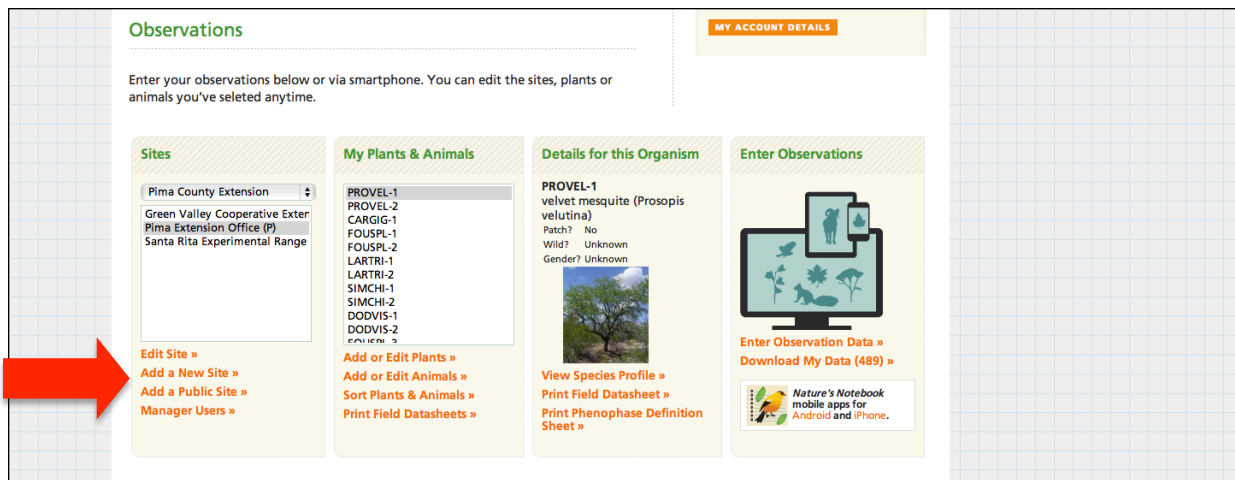 Observations
MY ACCOUNT DETAILS
Enter your observations below or via smartphone. You can edit the sites, plants or
animals you've seleted anytime.
Sites
Pima County Extension
Green Valley Cooperative Exten
Pima Extension Office (P)
Santa Rita Experimental Range
Edit Site »
Add a New Site »
Add a Public Site »
Manager Users »
My Plants & Animals
PROVEL-1
PROVEL-2
CARGIG-1
FOUSPL-1
FOUSPL-2
LARTRI-1
LARTRI-2
SIMCHI-1
SIMCHI-2
DODVIS-1
DODVIS-2
FOUSPL-3
Add or Edit Plants »
Add or Edit Animals »
Sort Plants & Animals »
Print Field Datasheets »
Details for this Organism
PROVEL-1
velvet mesquite (Prosopis
velutina)
Patch? No
Wild? Unknown
Gender? Unknown
View Species Profile »
Print Field Datasheet »
Print Phenophase Definition
Sheet »
Enter Observations
Enter Observation Data »
Download My Data (489) »
Nature's Notebook
mobile apps for
Android and iPhone.